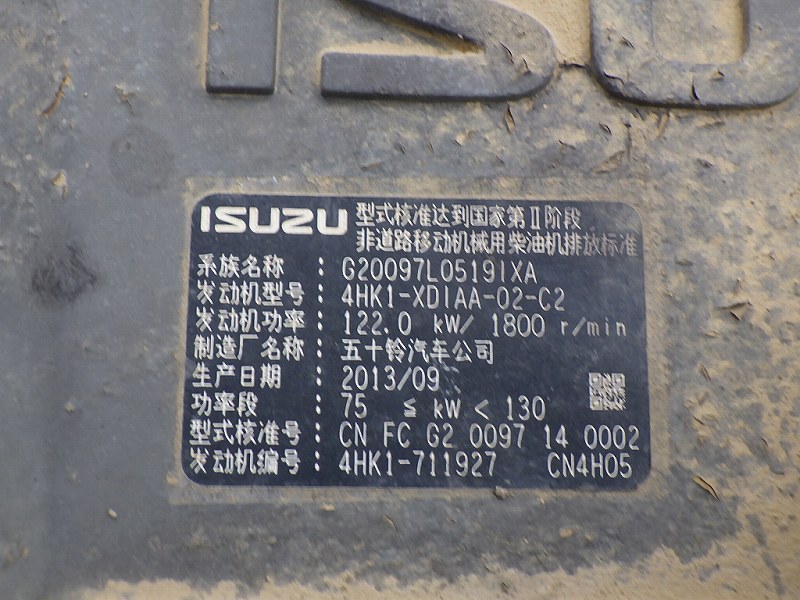 ISUZU 型式核准达到国家第Ⅱ阶段
非道路移动机械用柴油机排放标准
系族名称 : G20097L0519IXA
发动机型号 : 4HK1-XDIAA-02-C2
发动机功率 : 122.0 kW/ 1800 r/min
制造厂名称 : 五十铃汽车公司
生产日期 : 2013/09
功率段 : 75 ≦ kW < 130
型式核准号 : CN FC G2 0097 14 0002
发动机编号 : 4HK1-711927 CN4H05